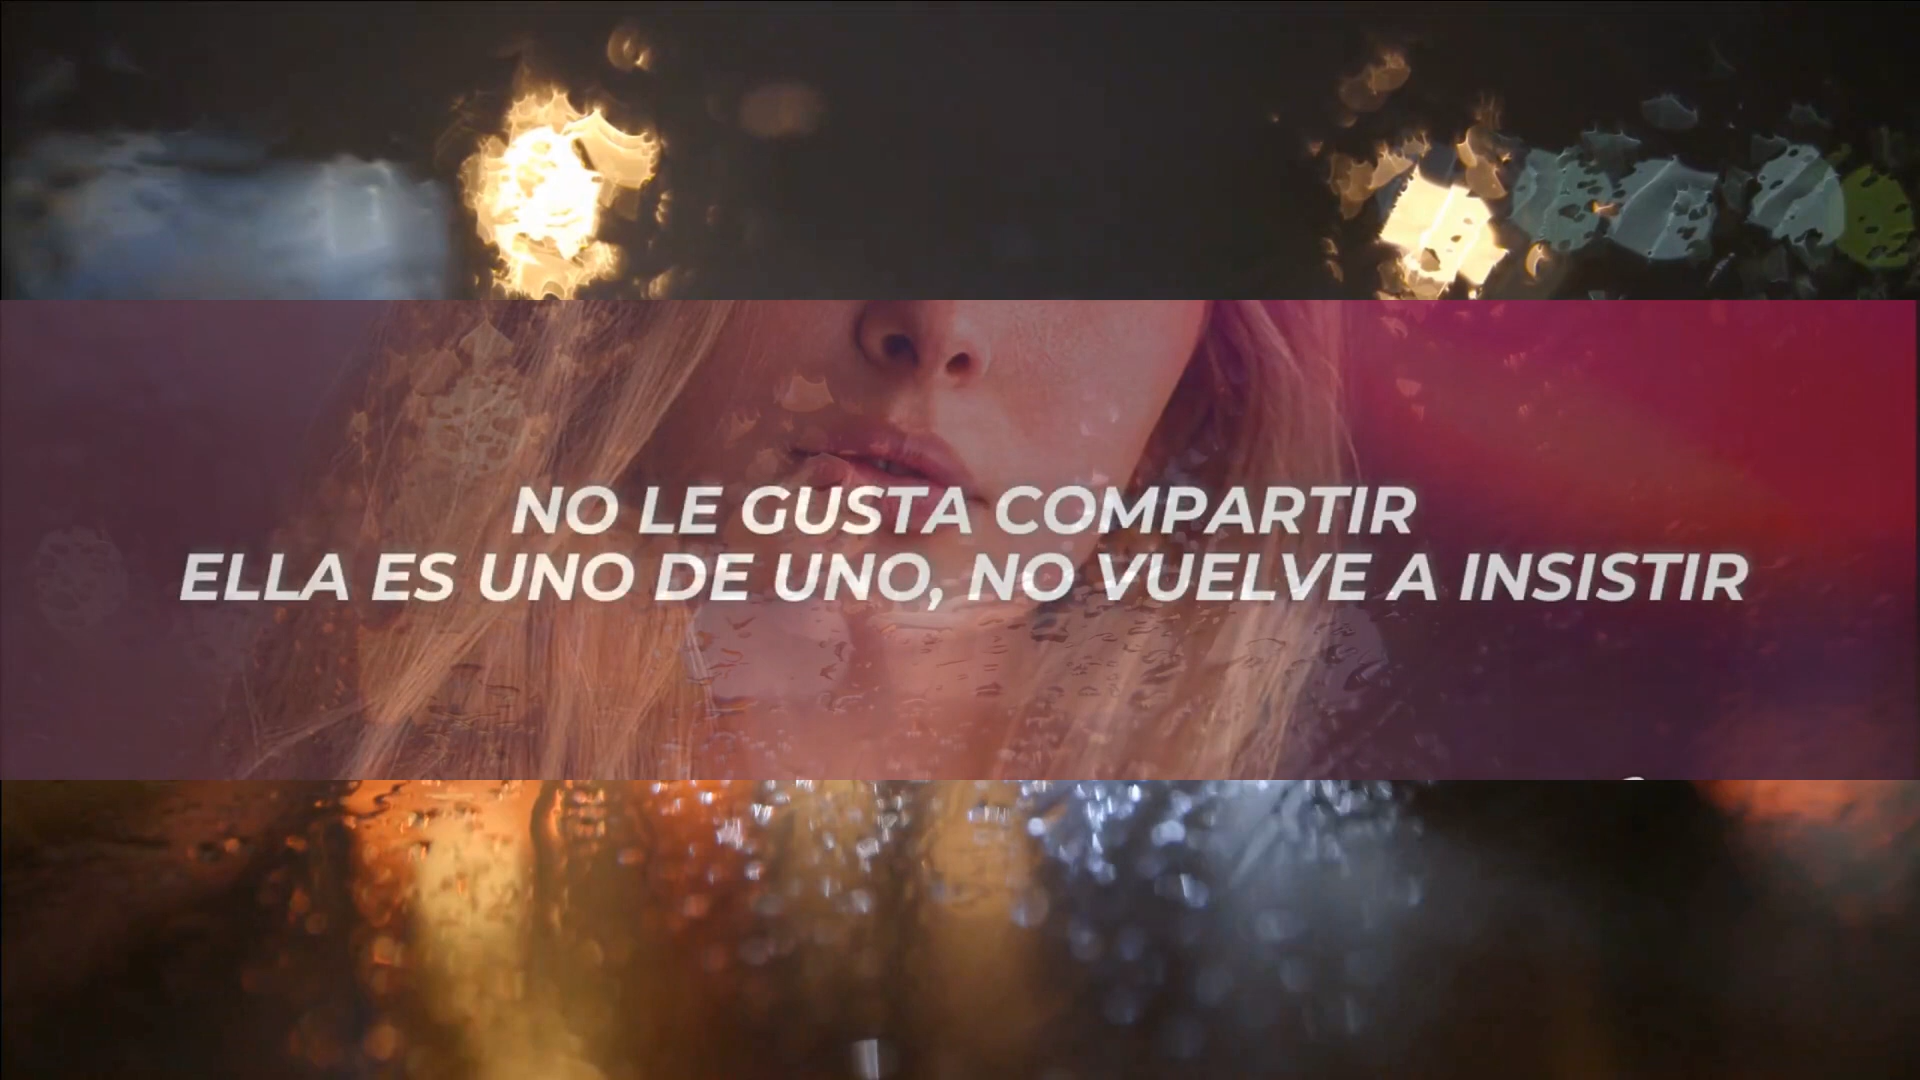 NO LE GUSTA COMPARTIR
ELLA ES UNO DE UNO, NO VUELVE A INSISTIR